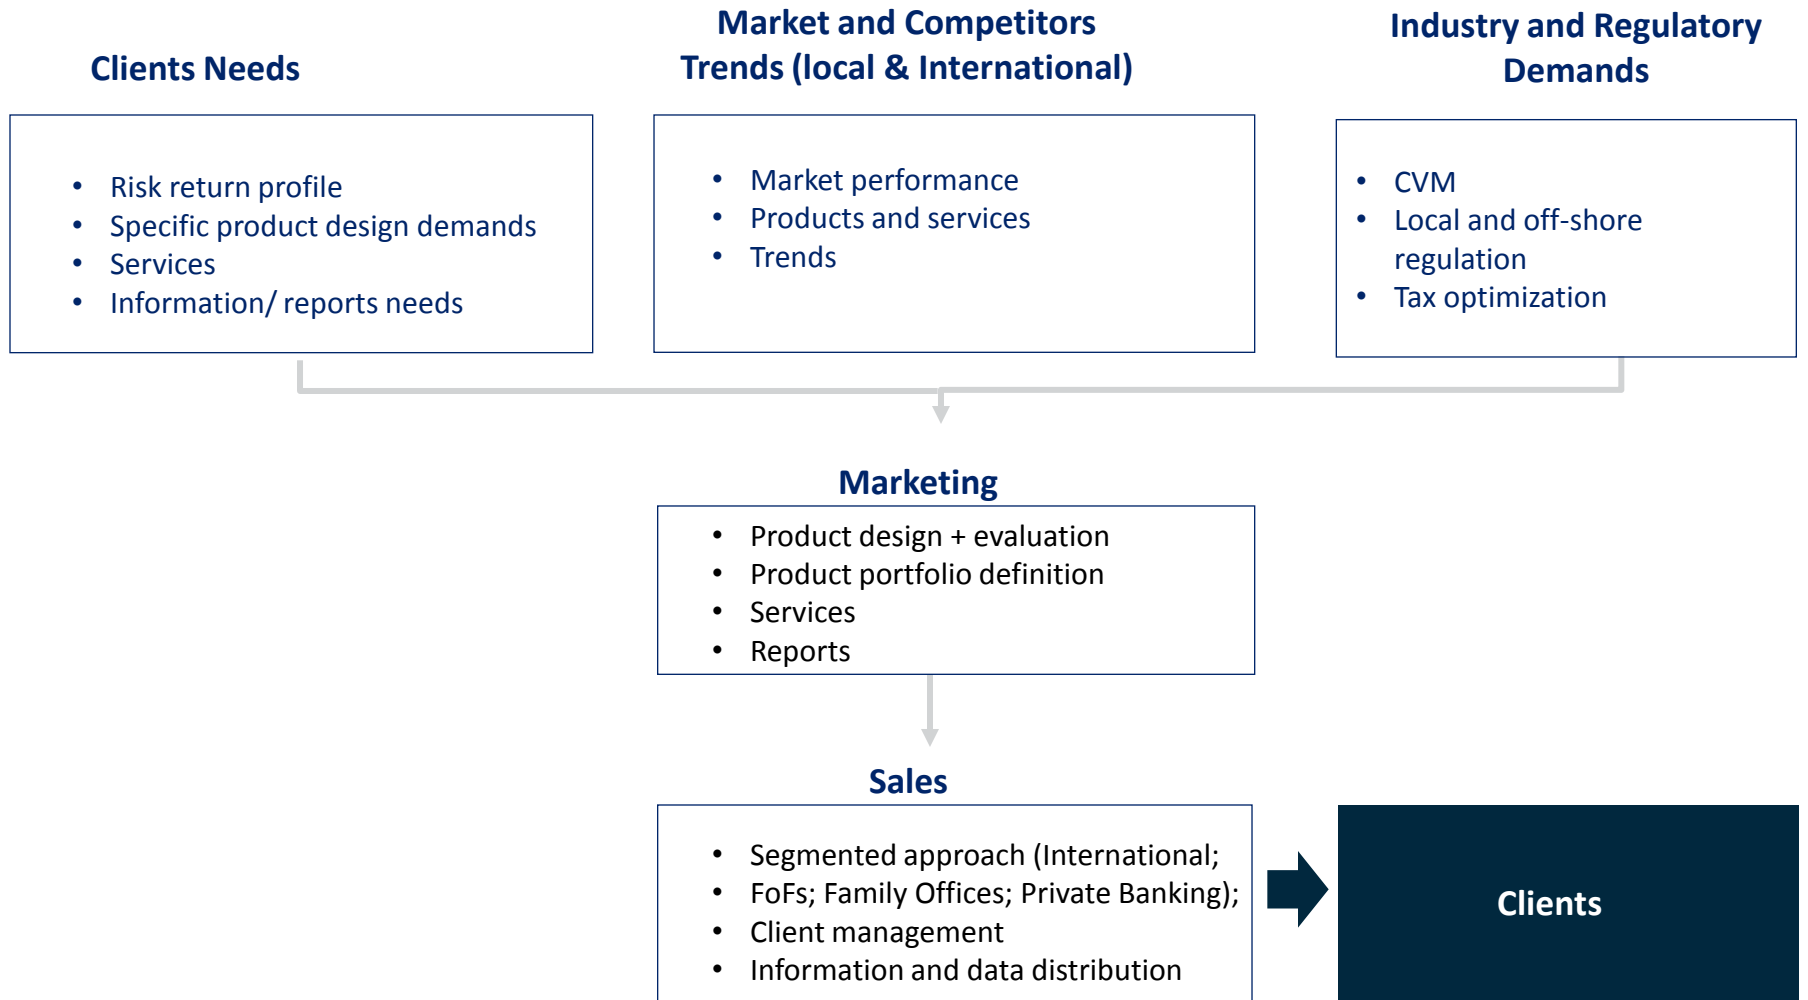 Clients Needs
• Risk return profile
• Specific product design demands
• Services
• Information/ reports needs
Market and Competitors
Trends (local & International)
• Market performance
• Products and services
• Trends
Industry and Regulatory
Demands
• CVM
• Local and off-shore
regulation
• Tax optimization
Marketing
• Product design + evaluation
• Product portfolio definition
• Services
• Reports
Sales
• Segmented approach (International;
• FoFs; Family Offices; Private Banking);
• Client management
• Information and data distribution
Clients